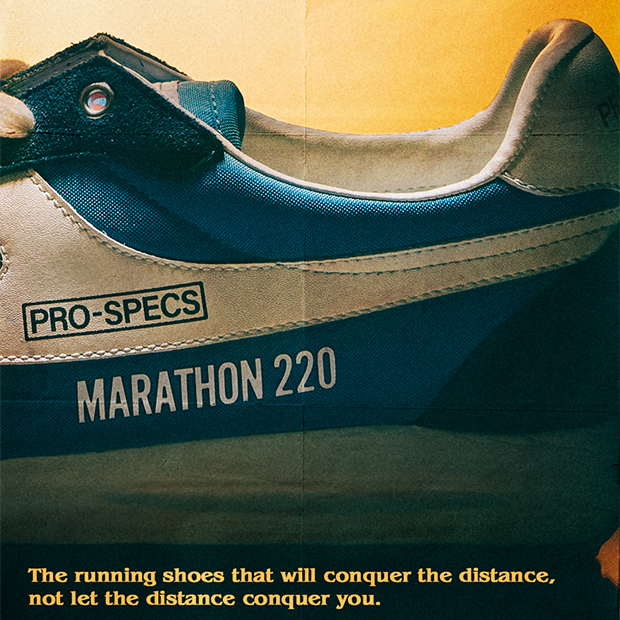 PRO-SPECS
MARATHON 220
The running shoes that will conquer the distance,
not let the distance conquer you.